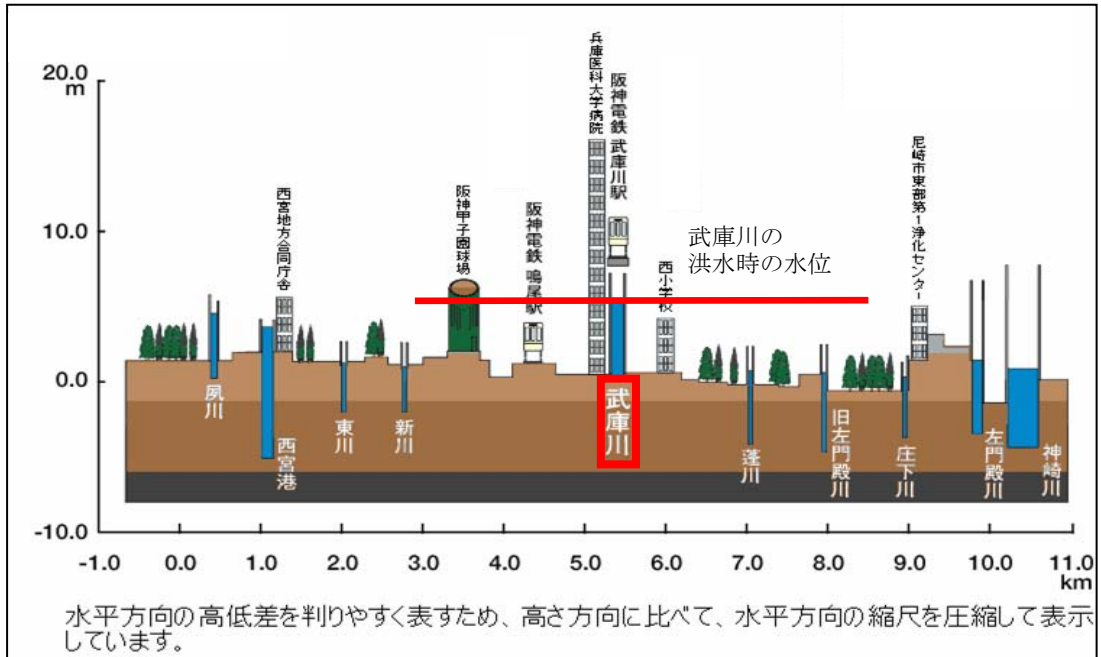 20.0
m
10.0
0.0
-10.0
西宮地方合同庁舎
阪神甲子園球場
阪神電鉄 鳴尾駅
兵庫医科大学病院
阪神電鉄 武庫川駅
西小学校
尼崎市東部第1浄化センター
武庫川の
洪水時の水位
夙川
西宮港
東川
新川
武庫川
蓬川
旧左門殿川
庄下川
左門殿川
神崎川
-1.0 0.0 1.0 2.0 3.0 4.0 5.0 6.0 7.0 8.0 9.0 10.0 11.0
km
水平方向の高低差を判りやすく表すため、高さ方向に比べて、水平方向の縮尺を圧縮して表示
しています。